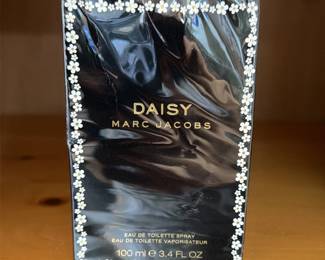 DAISY
MARC JACOBS
EAU DE TOILETTE SPRAY
EAU DE TOILETTE VAPORISATEUR
100 ml ℮ 3.4 FL OZ